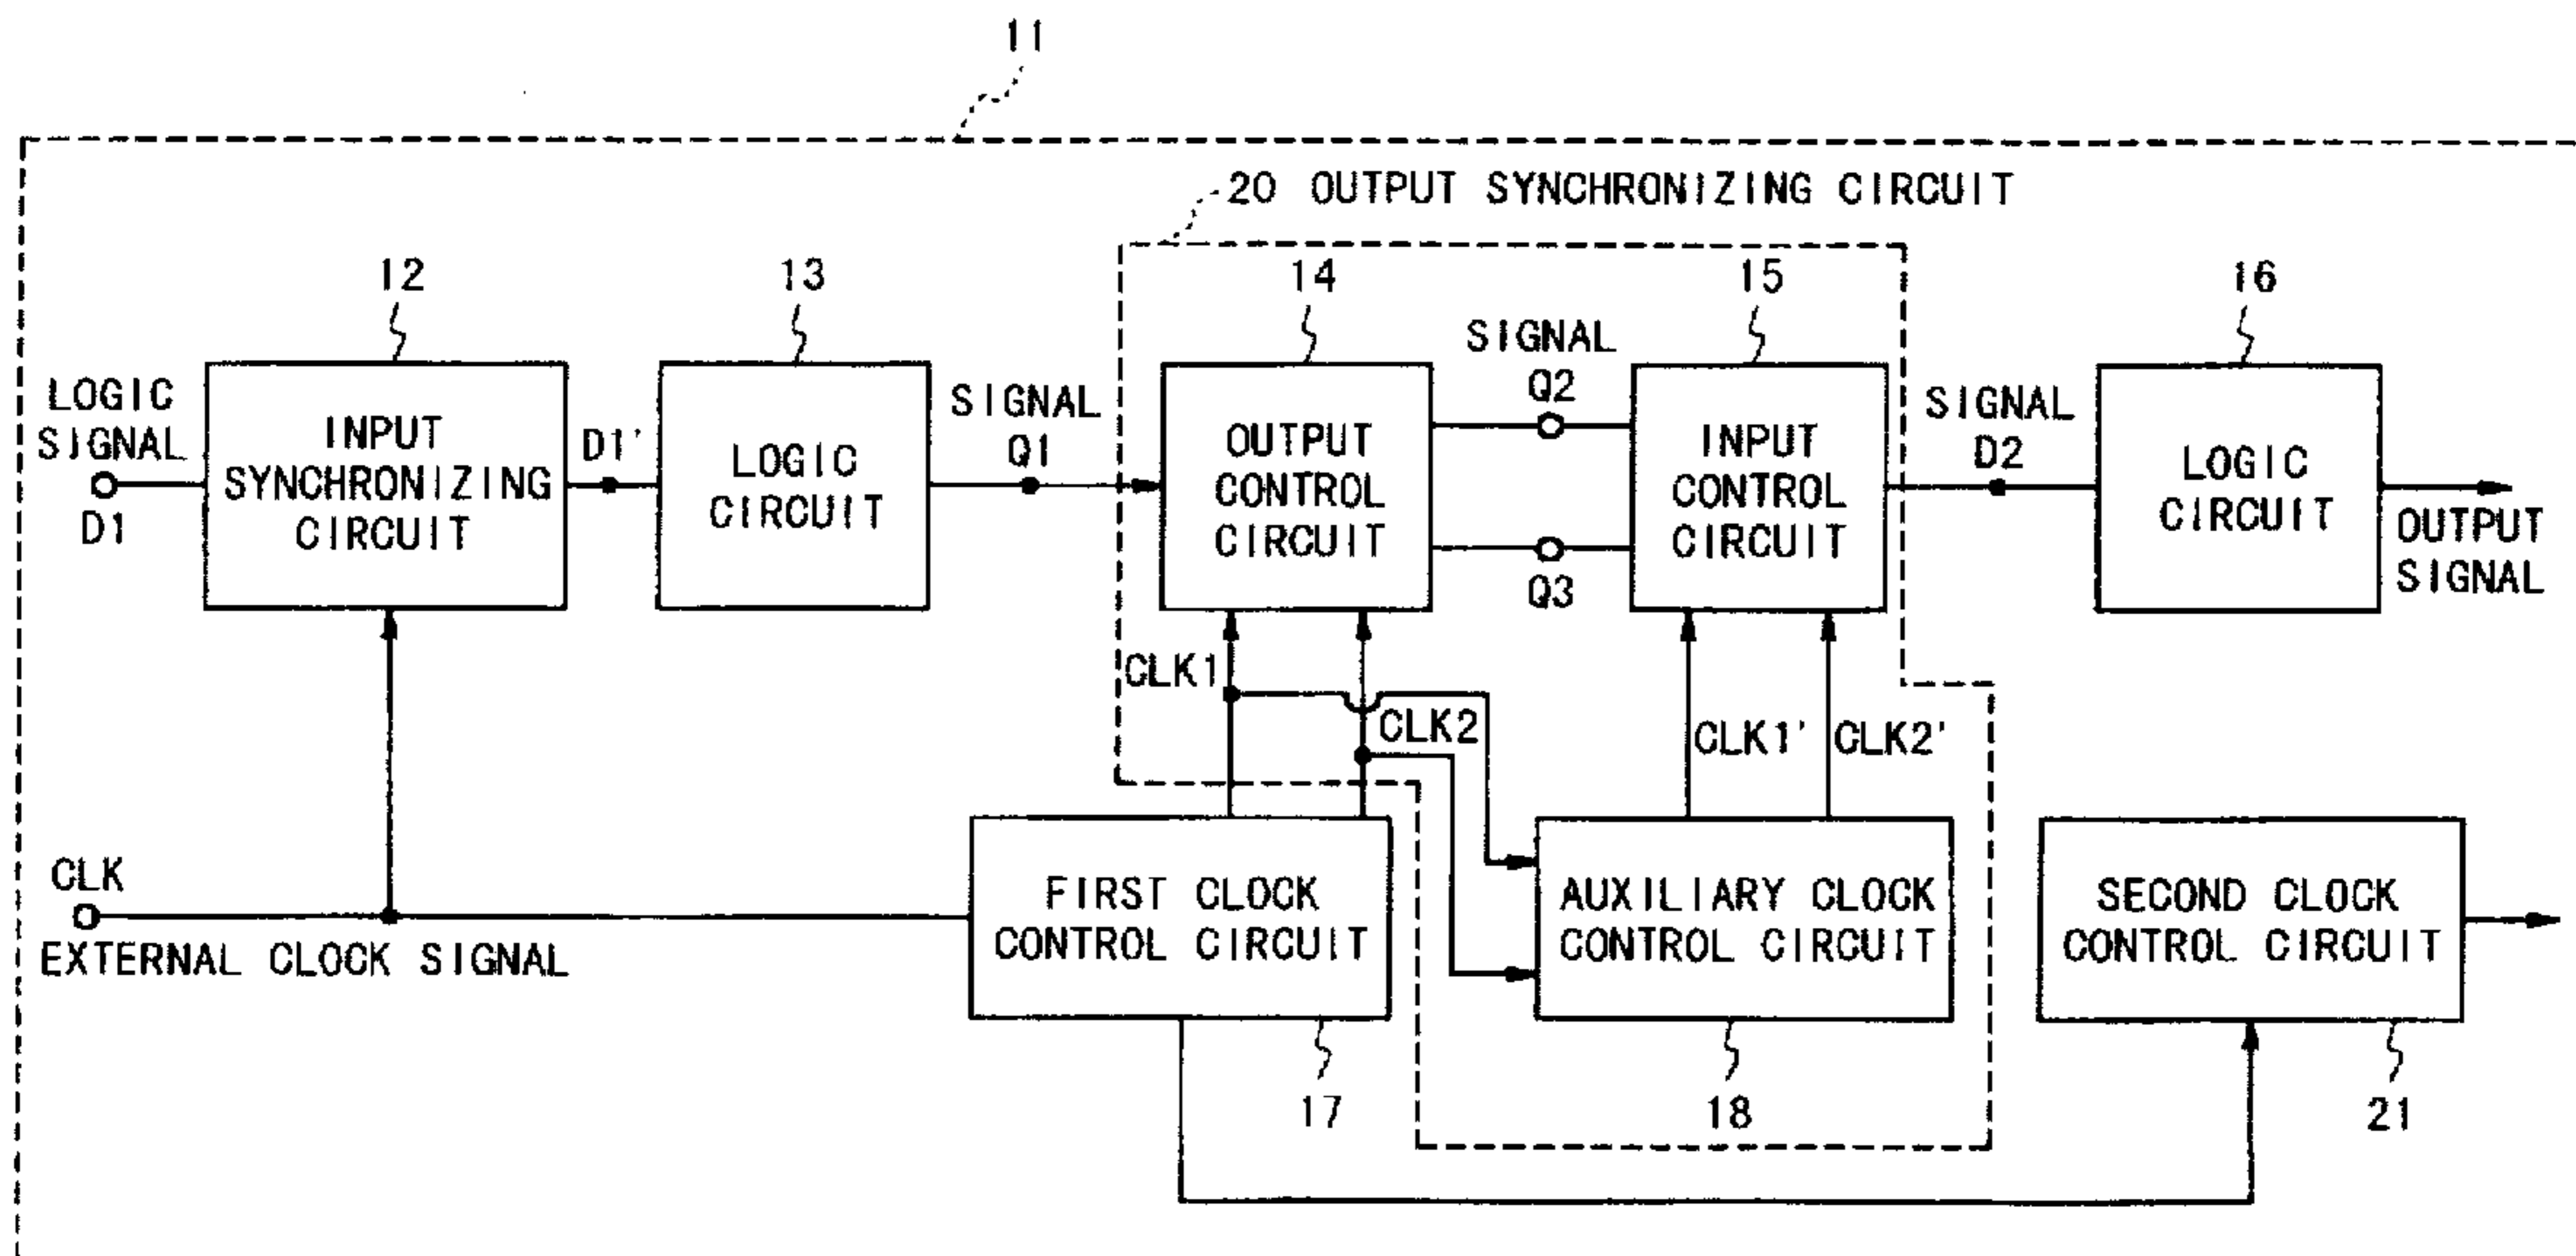 11
20 OUTPUT SYNCHRONIZING CIRCUIT
12
13
14
15
16
LOGIC
SIGNAL
D1
INPUT
SYNCHRONIZING
CIRCUIT
D1'
LOGIC
CIRCUIT
SIGNAL
Q1
OUTPUT
CONTROL
CIRCUIT
SIGNAL
Q2
Q3
INPUT
CONTROL
CIRCUIT
SIGNAL
D2
LOGIC
CIRCUIT
OUTPUT
SIGNAL
CLK1
CLK2
CLK1'
CLK2'
CLK
EXTERNAL CLOCK SIGNAL
FIRST CLOCK
CONTROL CIRCUIT
AUXILIARY CLOCK
CONTROL CIRCUIT
SECOND CLOCK
CONTROL CIRCUIT
17
18
21